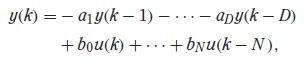 y(k) = − a₁y(k − 1) − ⋯ − a_D y(k − D)
+ b₀u(k) + ⋯ + b_N u(k − N),